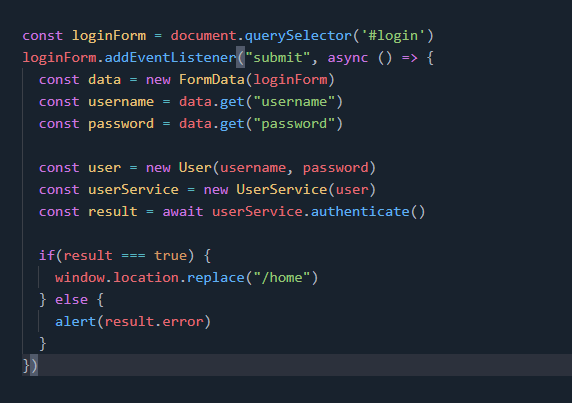 const loginForm = document.querySelector('#login')
loginForm.addEventListener("submit", async () => {
  const data = new FormData(loginForm)
  const username = data.get("username")
  const password = data.get("password")

  const user = new User(username, password)
  const userService = new UserService(user)
  const result = await userService.authenticate()

  if(result === true) {
    window.location.replace("/home")
  } else {
    alert(result.error)
  }
})